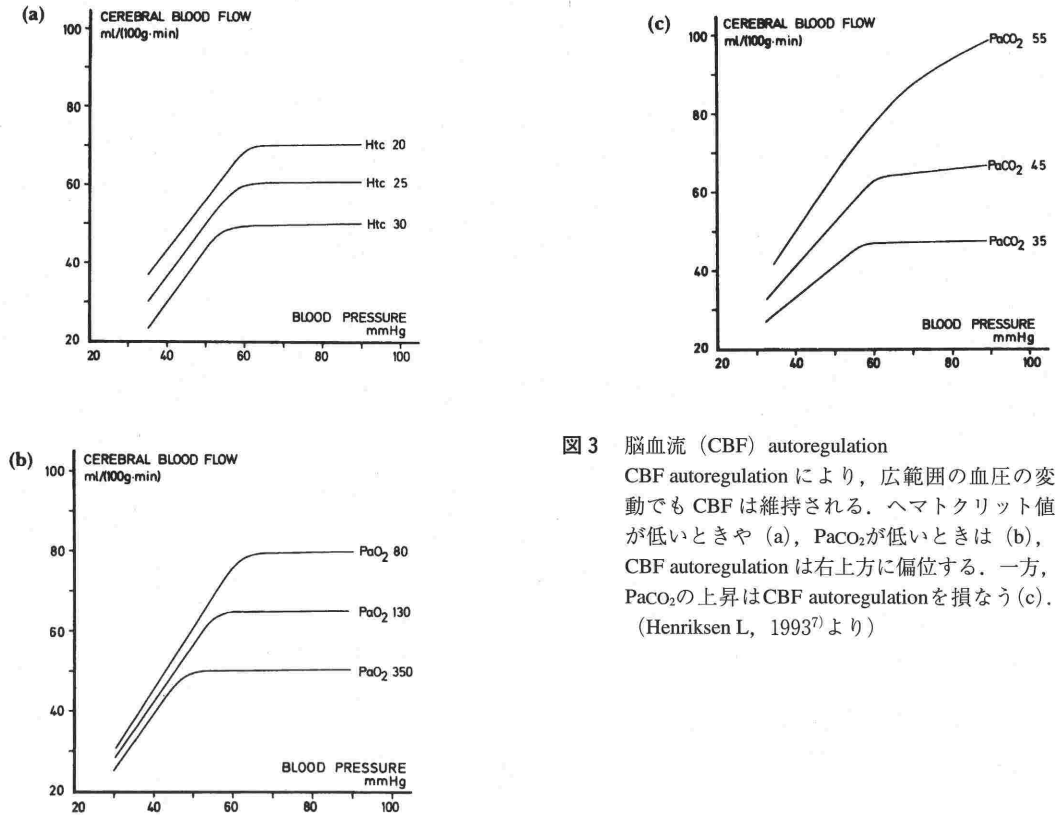 (a)
CEREBRAL BLOOD FLOW
ml/(100g·min)
100
80
60
40
20
Htc 20
Htc 25
Htc 30
BLOOD PRESSURE
mmHg
20 40 60 80 100
(c)
CEREBRAL BLOOD FLOW
ml/(100g·min)
100
80
60
40
20
PaCO2 55
PaCO2 45
PaCO2 35
BLOOD PRESSURE
mmHg
20 40 60 80 100
(b)
CEREBRAL BLOOD FLOW
ml/(100g·min)
100
80
60
40
20
PaO2 80
PaO2 130
PaO2 350
BLOOD PRESSURE
mmHg
20 40 60 80 100
図3 脳血流（CBF）autoregulation
CBF autoregulation により，広範囲の血圧の変
動でも CBF は維持される．ヘマトクリット値
が低いときや (a)，PaCO2が低いときは (b)，
CBF autoregulation は右上方に偏位する．一方，
PaCO2の上昇はCBF autoregulationを損なう(c)．
（Henriksen L，19937)より）